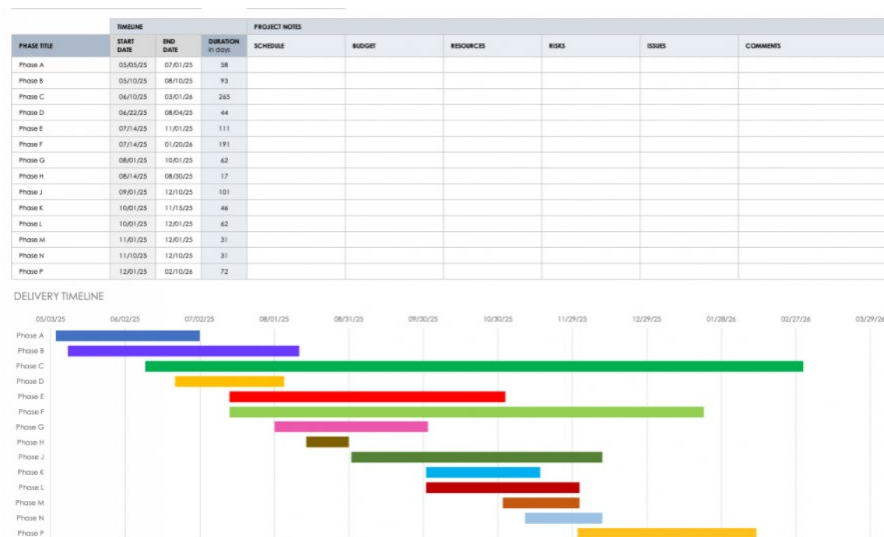 TIMELINE PROJECT NOTES
PHASE TITLE START DATE END DATE DURATION in days SCHEDULE BUDGET RESOURCES RISKS ISSUES COMMENTS
Phase A 05/05/25 07/01/25 58
Phase B 05/10/25 08/10/25 93
Phase C 06/10/25 03/01/26 265
Phase D 06/22/25 08/04/25 44
Phase E 07/14/25 11/01/25 111
Phase F 07/14/25 01/20/26 191
Phase G 08/01/25 10/01/25 62
Phase H 08/14/25 08/30/25 17
Phase J 09/01/25 12/10/25 101
Phase K 10/01/25 11/15/25 46
Phase L 10/01/25 12/01/25 62
Phase M 11/01/25 12/01/25 31
Phase N 11/10/25 12/10/25 31
Phase P 12/01/25 02/10/26 72
DELIVERY TIMELINE
05/03/25 06/02/25 07/02/25 08/01/25 08/31/25 09/30/25 10/30/25 11/29/25 12/29/25 01/28/26 02/27/26 03/29/26
Phase A
Phase B
Phase C
Phase D
Phase E
Phase F
Phase G
Phase H
Phase J
Phase K
Phase L
Phase M
Phase N
Phase P